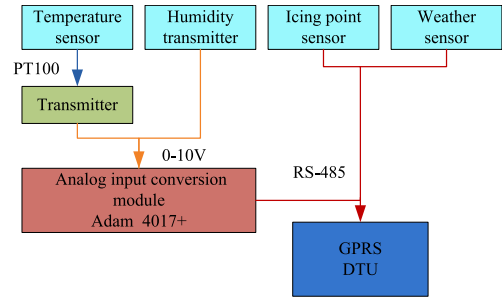 Temperature
sensor
Humidity
transmitter
Icing point
sensor
Weather
sensor
PT100
Transmitter
0-10V
Analog input conversion
module
Adam 4017+
RS-485
GPRS
DTU